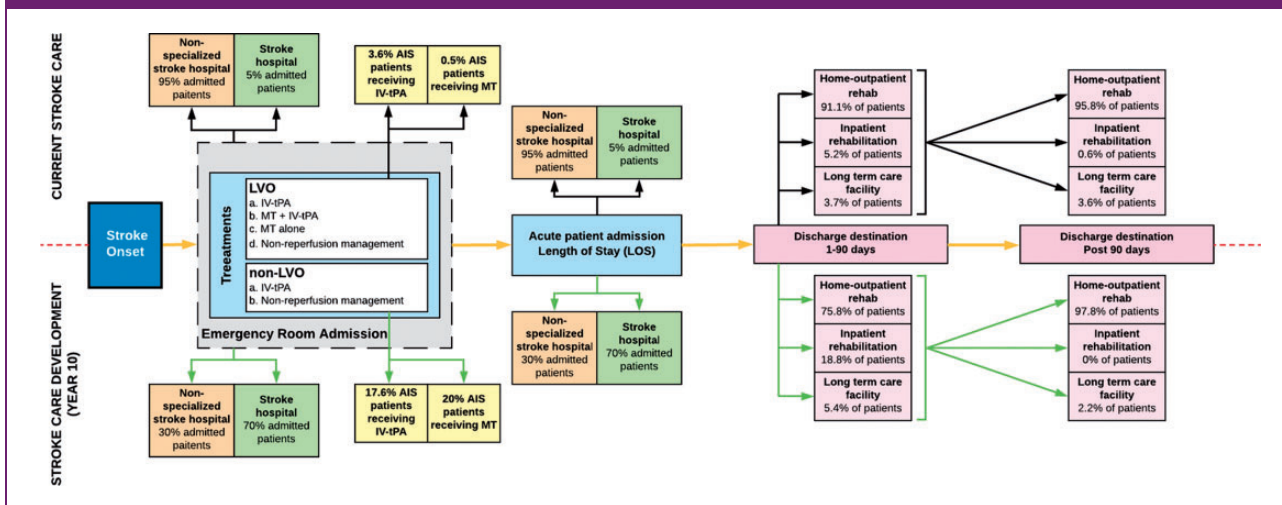 CURRENT STROKE CARE
Non-
specialized
stroke hospital
95% admitted
paitents
Stroke
hospital
5% admitted
patients
3.6% AIS
patients
receiving
IV-tPA
0.5% AIS
patients
receiving MT
Non-
specialized
stroke hospital
95% admitted
patients
Stroke
hospital
5% admitted
patients
Home-outpatient
rehab
91.1% of patients
Inpatient
rehabilitation
5.2% of patients
Long term care
facility
3.7% of patients
Home-outpatient
rehab
95.8% of patients
Inpatient
rehabilitation
0.6% of patients
Long term care
facility
3.6% of patients
Stroke
Onset
Treeatments
LVO
a. IV-tPA
b. MT + IV-tPA
c. MT alone
d. Non-reperfusion management
non-LVO
a. IV-tPA
b. Non-reperfusion management
Emergency Room Admission
Acute patient admission
Length of Stay (LOS)
Discharge destination
1-90 days
Discharge destination
Post 90 days
STROKE CARE DEVELOPMENT
(YEAR 10)
Non-
specialized
stroke hospital
30% admitted
paitents
Stroke
hospital
70% admitted
patients
17.6% AIS
patients
receiving
IV-tPA
20% AIS
patients
receiving MT
Non-
specialized
stroke hospital
30% admitted
patients
Stroke
hospital
70% admitted
patients
Home-outpatient
rehab
75.8% of patients
Inpatient
rehabilitation
18.8% of patients
Long term care
facility
5.4% of patients
Home-outpatient
rehab
97.8% of patients
Inpatient
rehabilitation
0% of patients
Long term care
facility
2.2% of patients